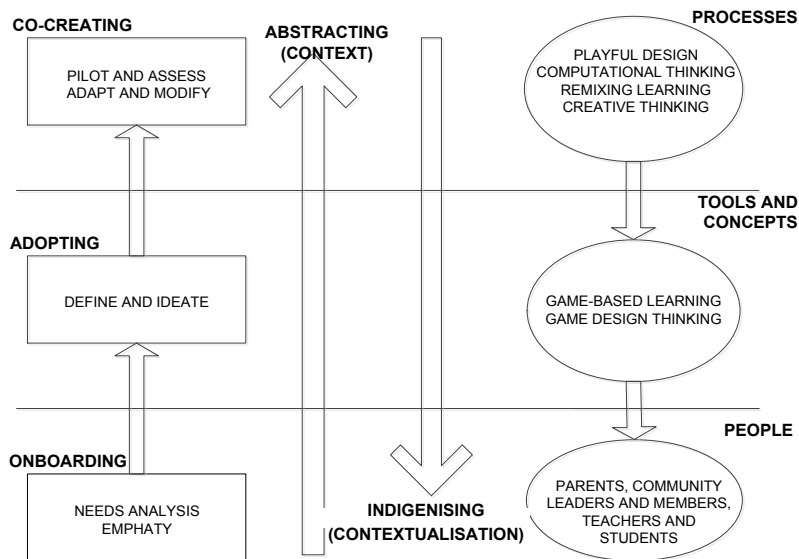 CO-CREATING
PILOT AND ASSESS
ADAPT AND MODIFY
ABSTRACTING
(CONTEXT)
PROCESSES
PLAYFUL DESIGN
COMPUTATIONAL THINKING
REMIXING LEARNING
CREATIVE THINKING
TOOLS AND
CONCEPTS
ADOPTING
DEFINE AND IDEATE
GAME-BASED LEARNING
GAME DESIGN THINKING
PEOPLE
ONBOARDING
NEEDS ANALYSIS
EMPHATY
INDIGENISING
(CONTEXTUALISATION)
PARENTS, COMMUNITY
LEADERS AND MEMBERS,
TEACHERS AND
STUDENTS